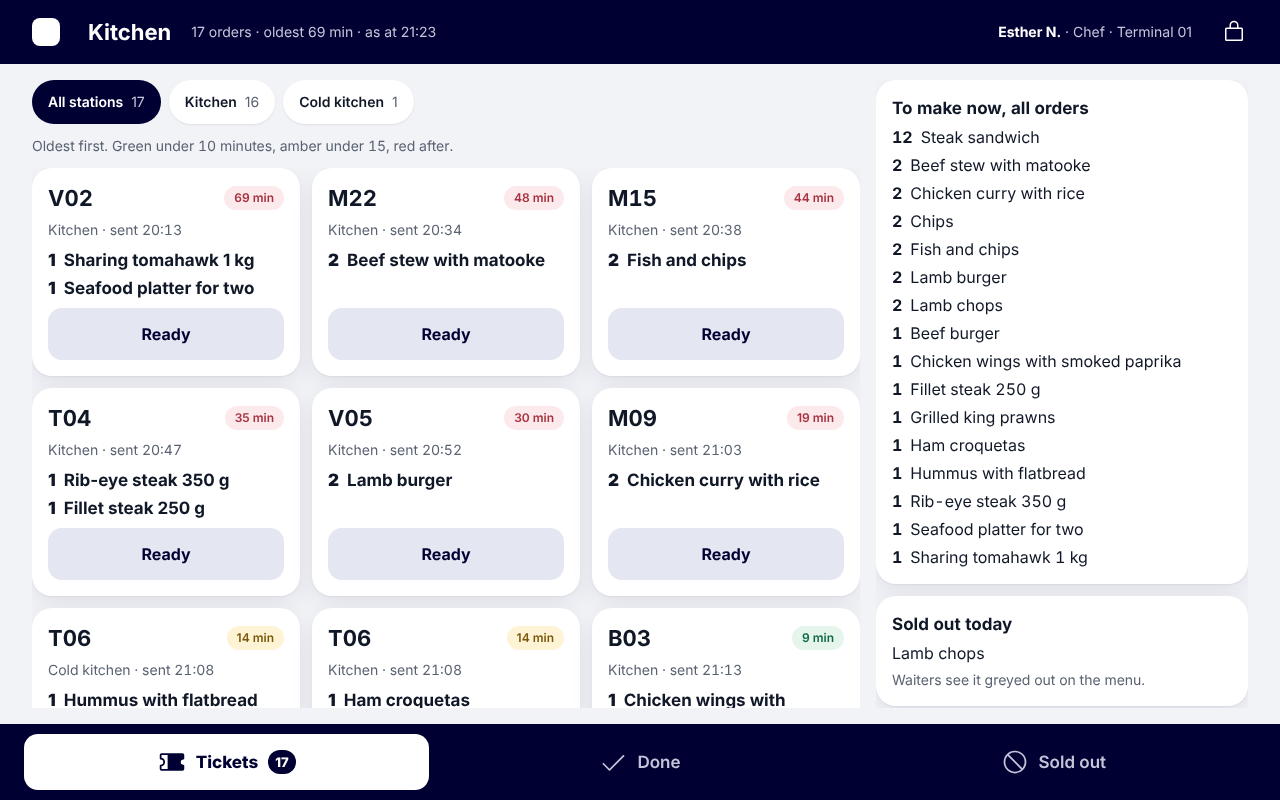 Kitchen
17 orders · oldest 69 min · as at 21:23
Esther N. · Chef · Terminal 01
All stations 17
Kitchen 16
Cold kitchen 1
Oldest first. Green under 10 minutes, amber under 15, red after.
V02
69 min
Kitchen · sent 20:13
1 Sharing tomahawk 1 kg
1 Seafood platter for two
Ready
M22
48 min
Kitchen · sent 20:34
2 Beef stew with matooke
Ready
M15
44 min
Kitchen · sent 20:38
2 Fish and chips
Ready
T04
35 min
Kitchen · sent 20:47
1 Rib-eye steak 350 g
1 Fillet steak 250 g
Ready
V05
30 min
Kitchen · sent 20:52
2 Lamb burger
Ready
M09
19 min
Kitchen · sent 21:03
2 Chicken curry with rice
Ready
T06
14 min
Cold kitchen · sent 21:08
1 Hummus with flatbread
T06
14 min
Kitchen · sent 21:08
1 Ham croquetas
B03
9 min
Kitchen · sent 21:13
1 Chicken wings with
To make now, all orders
12 Steak sandwich
2 Beef stew with matooke
2 Chicken curry with rice
2 Chips
2 Fish and chips
2 Lamb burger
2 Lamb chops
1 Beef burger
1 Chicken wings with smoked paprika
1 Fillet steak 250 g
1 Grilled king prawns
1 Ham croquetas
1 Hummus with flatbread
1 Rib-eye steak 350 g
1 Seafood platter for two
1 Sharing tomahawk 1 kg
Sold out today
Lamb chops
Waiters see it greyed out on the menu.
Tickets 17
Done
Sold out